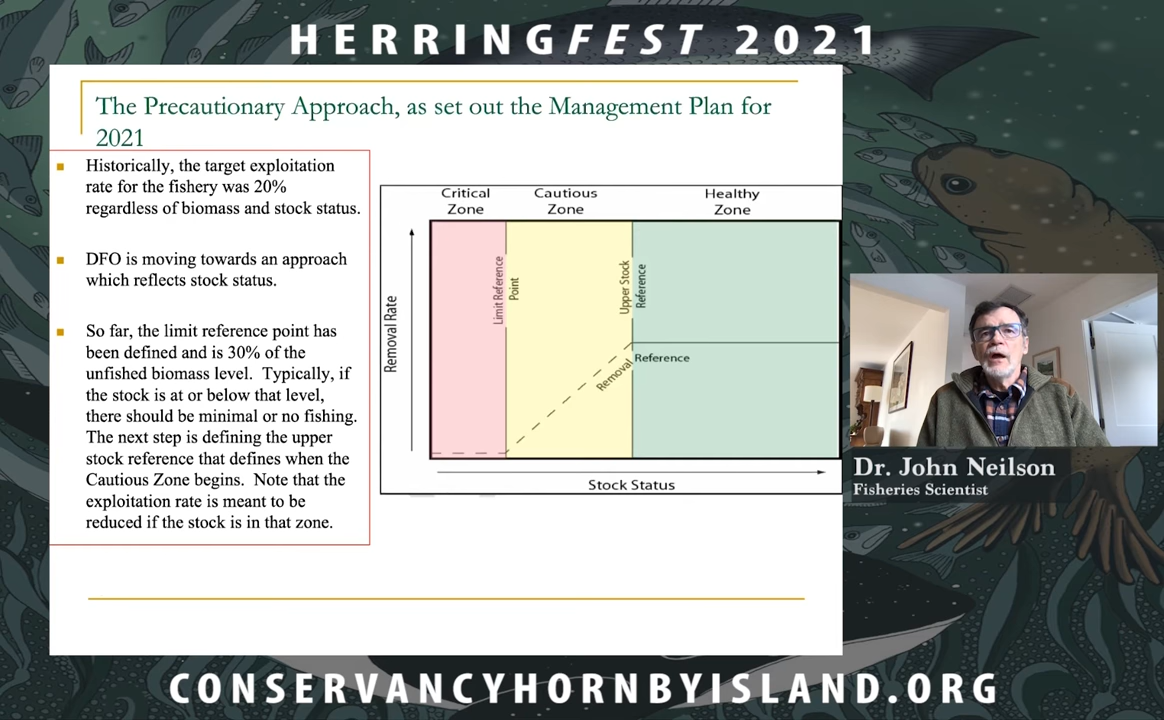 HERRINGFEST 2021
The Precautionary Approach, as set out the Management Plan for
2021
Historically, the target exploitation
rate for the fishery was 20%
regardless of biomass and stock status.
DFO is moving towards an approach
which reflects stock status.
So far, the limit reference point has
been defined and is 30% of the
unfished biomass level. Typically, if
the stock is at or below that level,
there should be minimal or no fishing.
The next step is defining the upper
stock reference that defines when the
Cautious Zone begins. Note that the
exploitation rate is meant to be
reduced if the stock is in that zone.
Critical
Zone
Cautious
Zone
Healthy
Zone
Removal Rate
Limit Reference
Point
Upper Stock
Reference
Removal
Reference
Stock Status
Dr. John Neilson
Fisheries Scientist
CONSERVANCYHORNBYISLAND.ORG